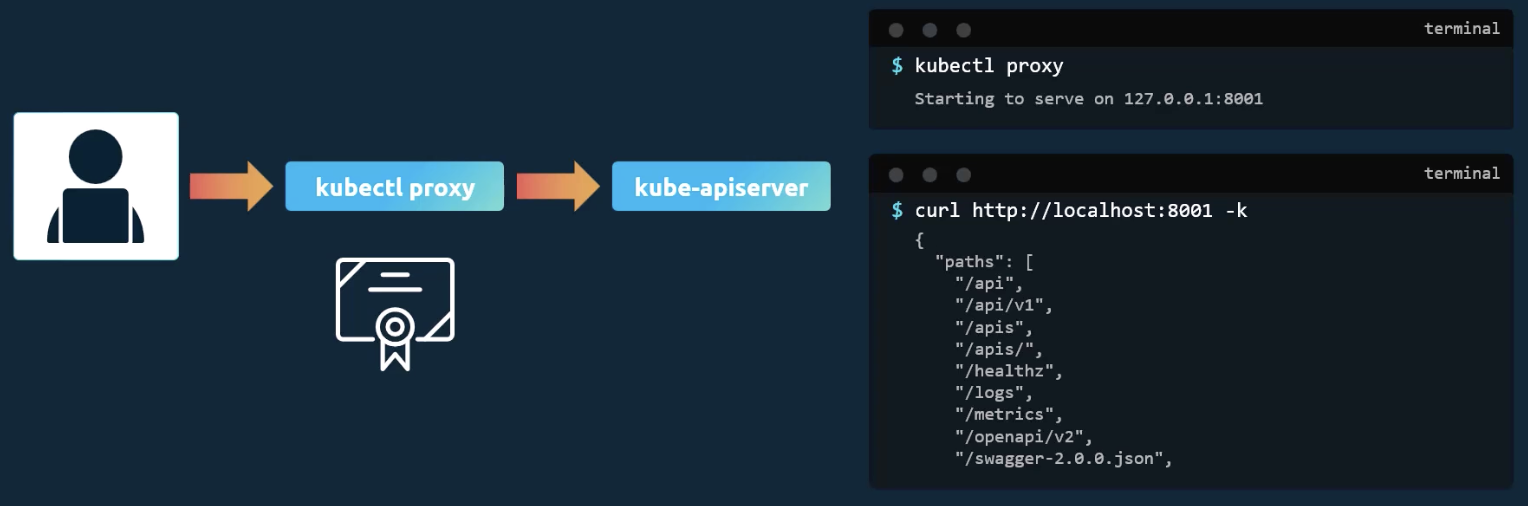 kubectl proxy
kube-apiserver
terminal
$ kubectl proxy
Starting to serve on 127.0.0.1:8001
terminal
$ curl http://localhost:8001 -k
{
"paths": [
"/api",
"/api/v1",
"/apis",
"/apis/",
"/healthz",
"/logs",
"/metrics",
"/openapi/v2",
"/swagger-2.0.0.json",